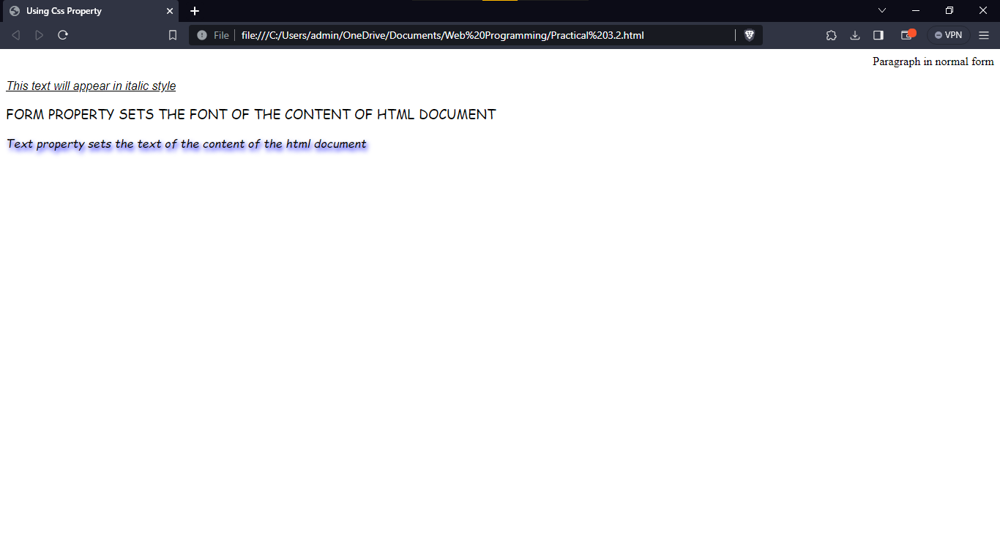 Using Css Property
File file:///C:/Users/admin/OneDrive/Documents/Web%20Programming/Practical%203.2.html
VPN
Paragraph in normal form
This text will appear in italic style
FORM PROPERTY SETS THE FONT OF THE CONTENT OF HTML DOCUMENT
Text property sets the text of the content of the html document